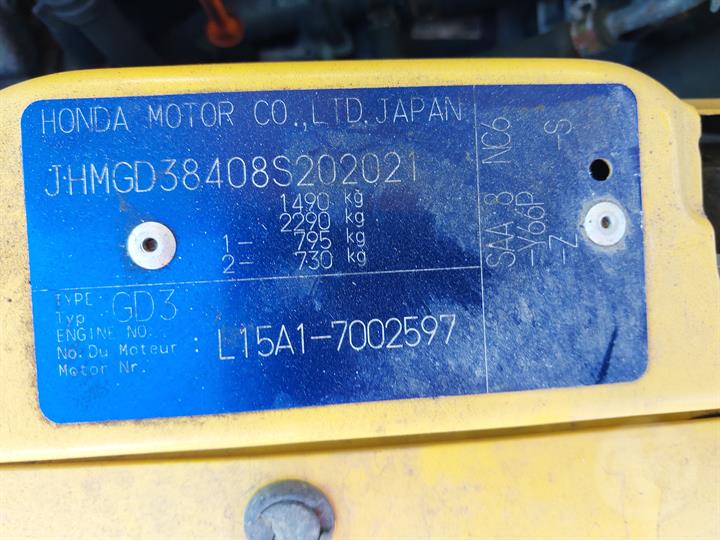 HONDA MOTOR CO.,LTD.JAPAN
JHMGD38408S202021
1490 kg
2290 kg
1- 795 kg
2- 730 kg
TYPE
Typ GD3
ENGINE NO.
No. Du Moteur : L15A1-7002597
Motor Nr.
SAA 8 NC6
-Y66P
-Z -S